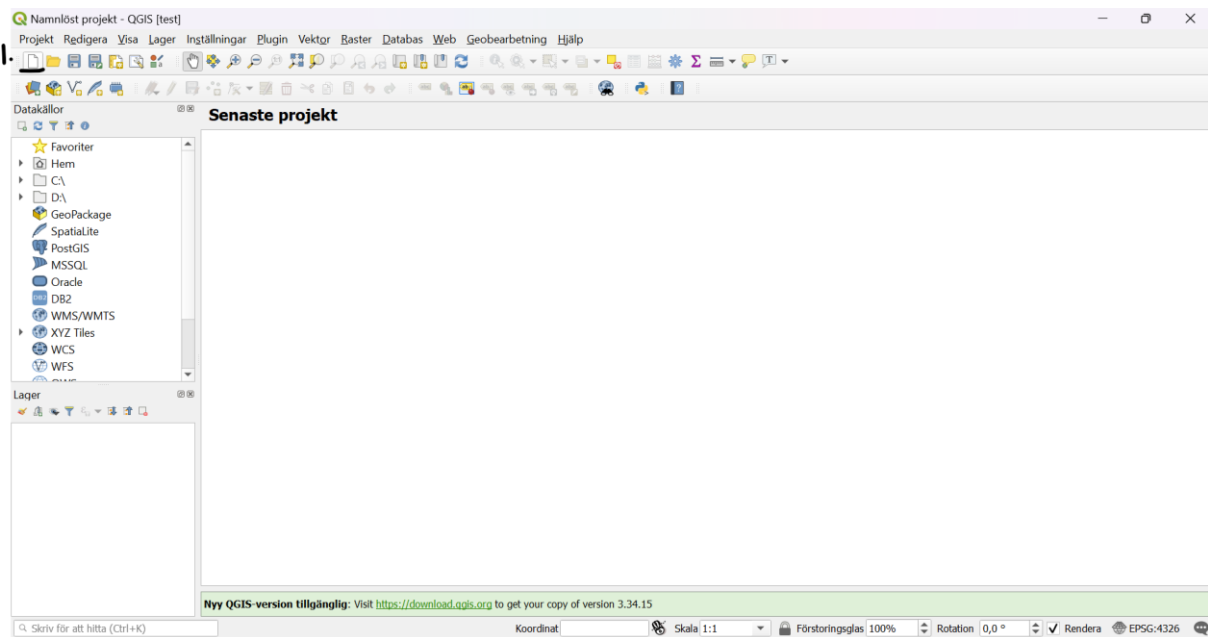 Namnlöst projekt - QGIS [test]
Projekt Redigera Visa Lager Inställningar Plugin Vektor Raster Databas Web Geobearbetning Hjälp
1.
Datakällor
Senaste projekt
Favoriter
Hem
C:\
D:\
GeoPackage
SpatiaLite
PostGIS
MSSQL
Oracle
DB2
WMS/WMTS
XYZ Tiles
WCS
WFS
Lager
Nyy QGIS-version tillgänglig: Visit https://download.qgis.org to get your copy of version 3.34.15
Skriv för att hitta (Ctrl+K) Koordinat Skala 1:1 Förstoringsglas 100% Rotation 0,0 ° Rendera EPSG:4326